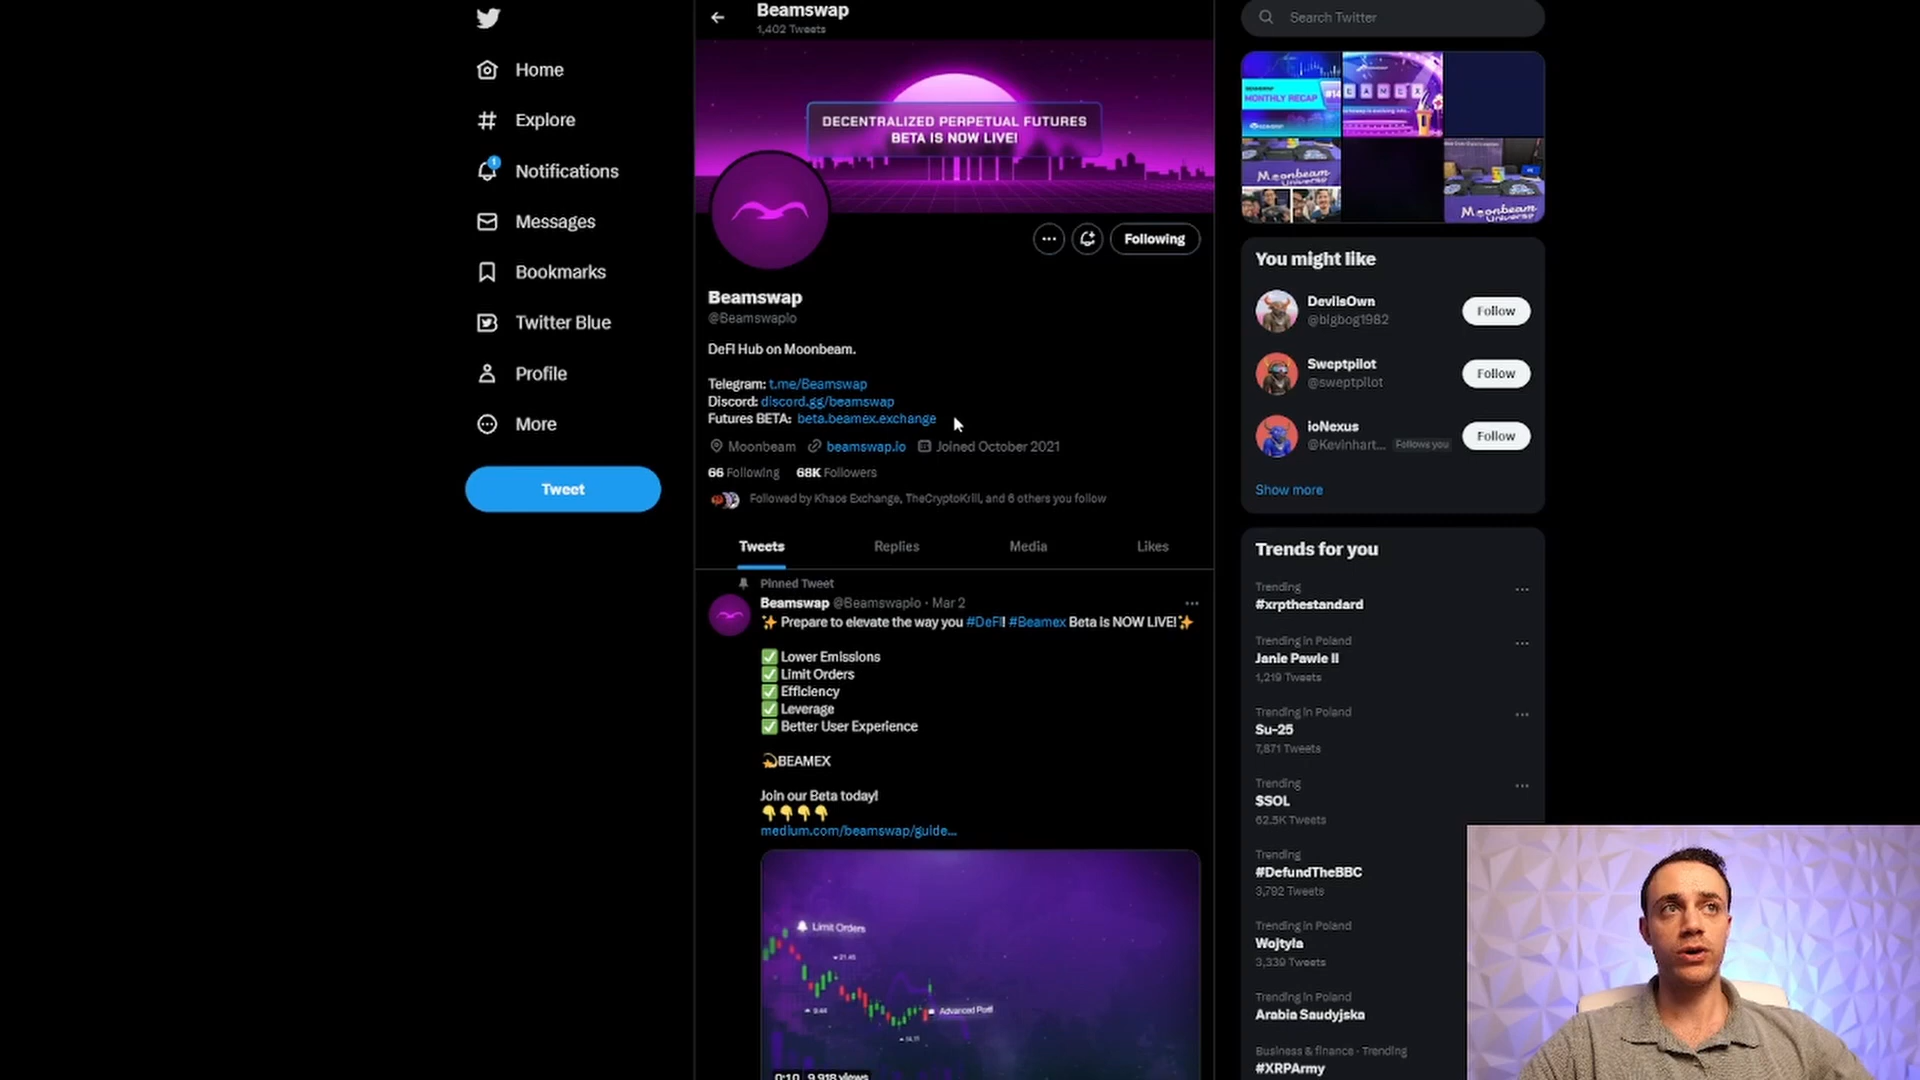 Home
Explore
1
Notifications
Messages
Bookmarks
Twitter Blue
Profile
More
Tweet
Beamswap
1,402 Tweets
DECENTRALIZED PERPETUAL FUTURES
BETA IS NOW LIVE!
Following
Beamswap
@Beamswapio
DeFi Hub on Moonbeam.
Telegram: t.me/Beamswap
Discord: discord.gg/beamswap
Futures BETA: beta.beamex.exchange
Moonbeam beamswap.io Joined October 2021
66 Following 68K Followers
Followed by Khaos Exchange, TheCryptoKrill, and 6 others you follow
Tweets Replies Media Likes
Pinned Tweet
Beamswap @Beamswapio · Mar 2
✨ Prepare to elevate the way you #DeFi! #Beamex Beta is NOW LIVE!✨
✅ Lower Emissions
✅ Limit Orders
✅ Efficiency
✅ Leverage
✅ Better User Experience
💫BEAMEX
Join our Beta today!
👇👇👇👇
medium.com/beamswap/guide...
Limit Orders
Advanced
0:10 9,918 views
Search Twitter
MONTHLY RECAP #14
Moonbeam
Universe
Moonbeam
Universe
You might like
DevilsOwn
@bigbog1982
Follow
Sweptpilot
@sweptpilot
Follow
ioNexus
@Kevinhart... Follows you
Follow
Show more
Trends for you
Trending
#xrpthestandard
Trending in Poland
Janie Pawle II
1,219 Tweets
Trending in Poland
Su-25
7,871 Tweets
Trending
$SOL
62.5K Tweets
Trending
#DefundTheBBC
3,792 Tweets
Trending in Poland
Wojtyla
3,339 Tweets
Trending in Poland
Arabia Saudyjska
Business & finance · Trending
#XRPArmy